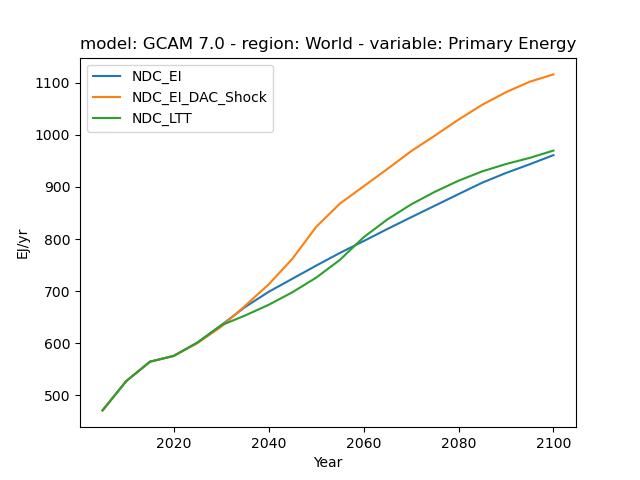 model: GCAM 7.0 - region: World - variable: Primary Energy
NDC_EI
NDC_EI_DAC_Shock
NDC_LTT
1100
1000
900
800
700
600
500
EJ/yr
2020 2040 2060 2080 2100
Year